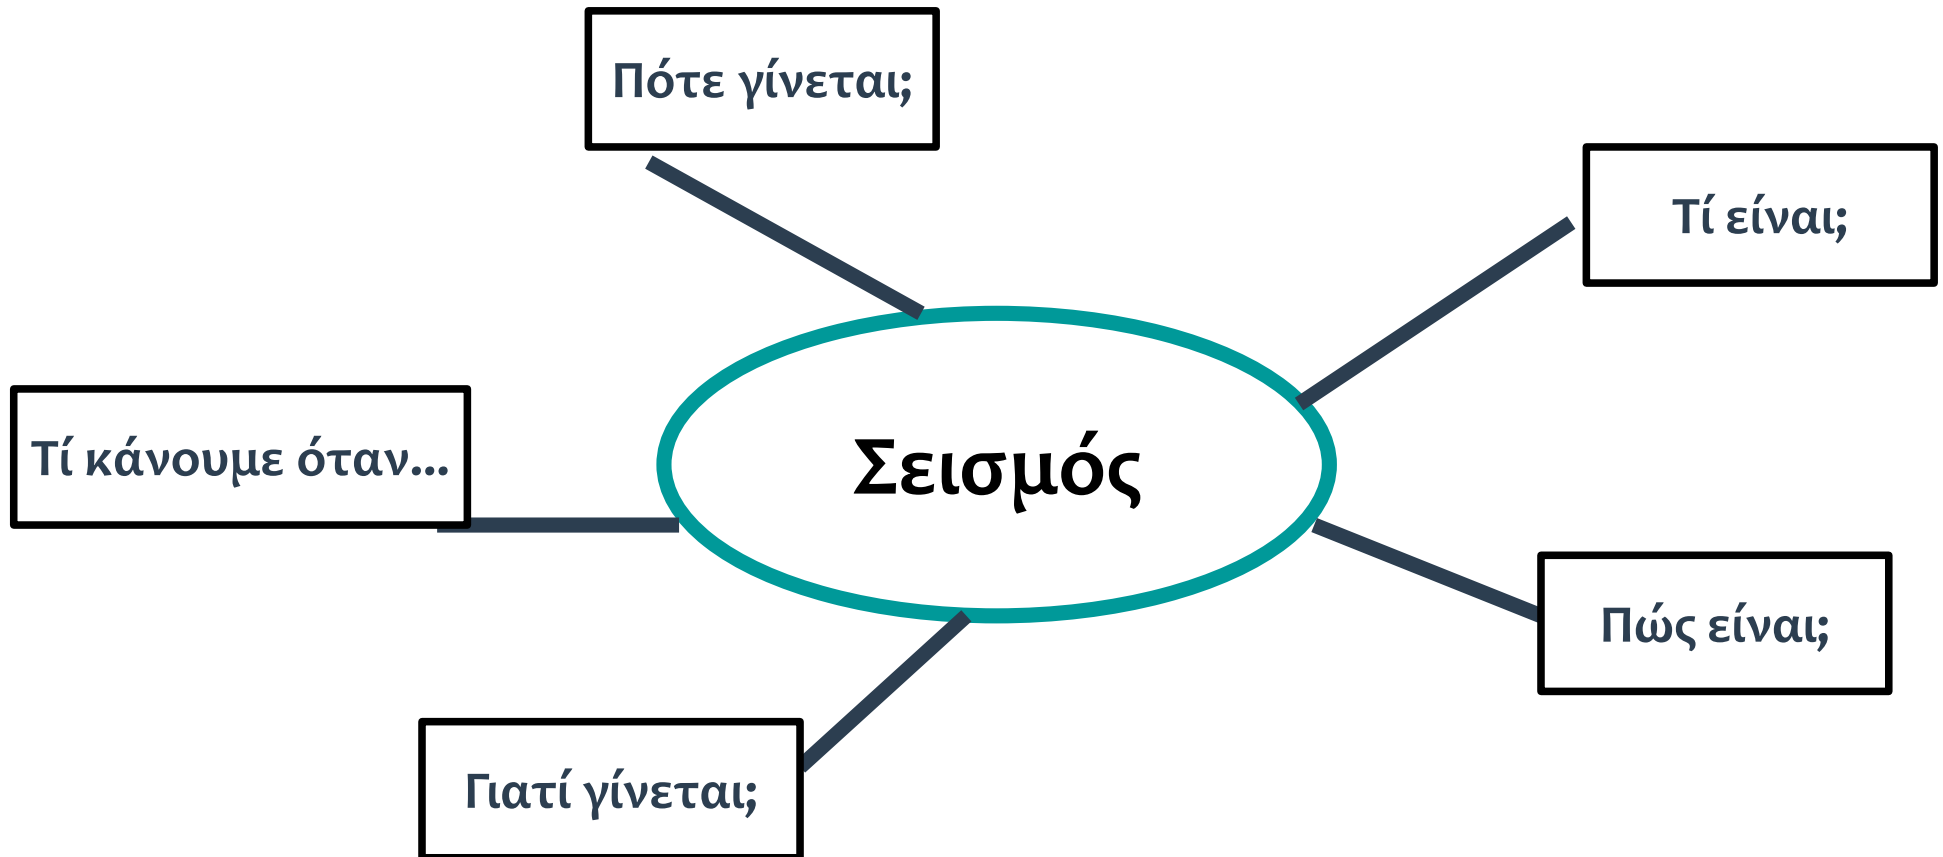 Πότε γίνεται;
Τί είναι;
Τί κάνουμε όταν...
Σεισμός
Πώς είναι;
Γιατί γίνεται;